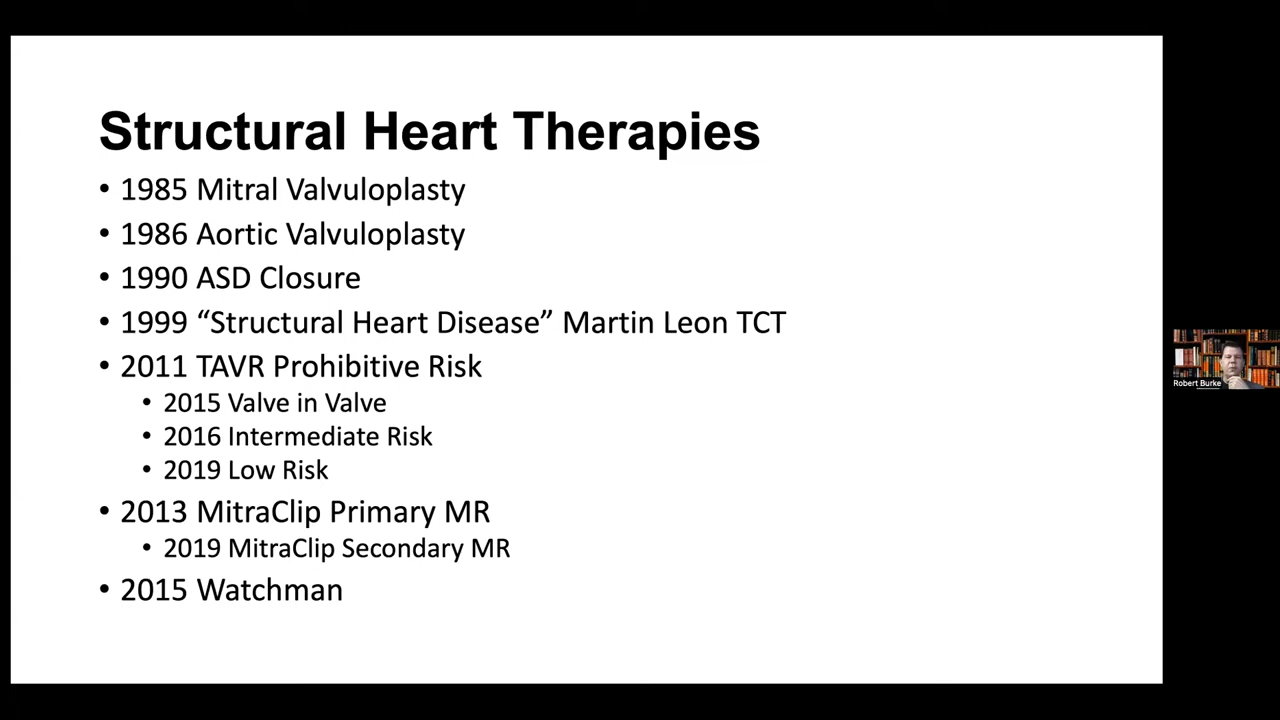 Structural Heart Therapies
• 1985 Mitral Valvuloplasty
• 1986 Aortic Valvuloplasty
• 1990 ASD Closure
• 1999 “Structural Heart Disease” Martin Leon TCT
• 2011 TAVR Prohibitive Risk
• 2015 Valve in Valve
• 2016 Intermediate Risk
• 2019 Low Risk
• 2013 MitraClip Primary MR
• 2019 MitraClip Secondary MR
• 2015 Watchman
Robert Burke